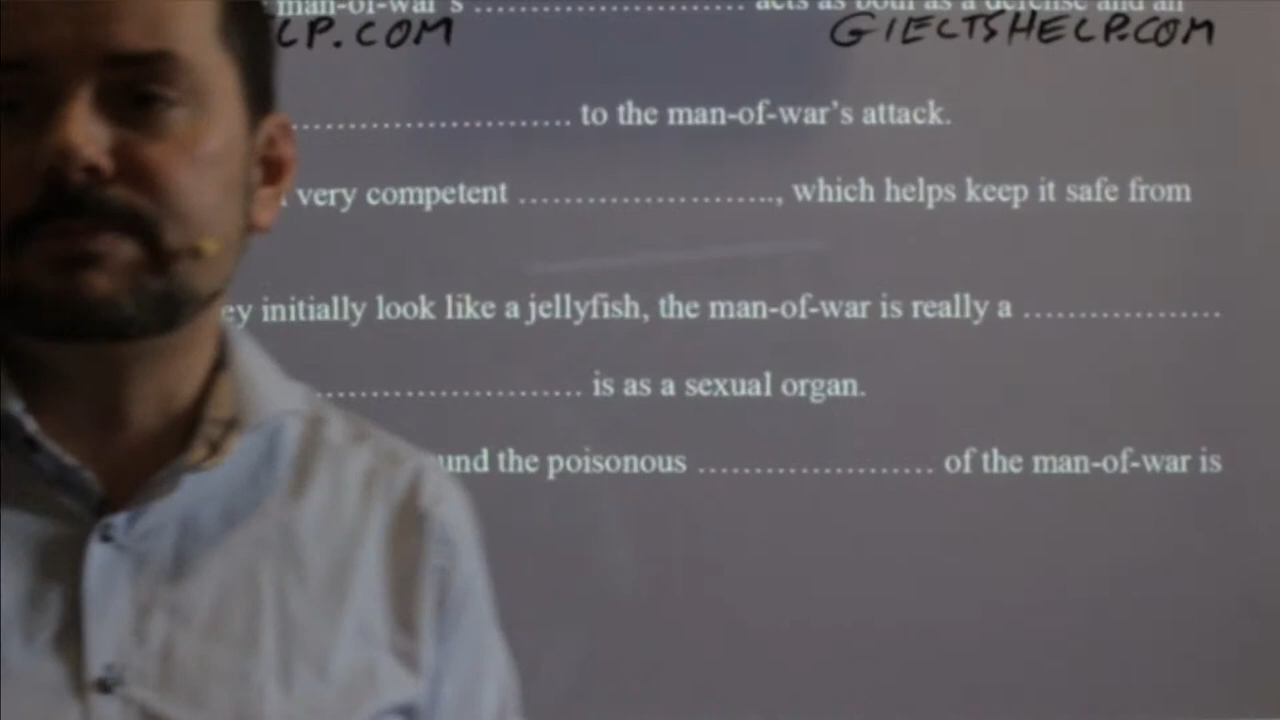 man-of-war's ........................... acts as both as a defense and an
LP.COM GIELTSHELP.COM
........................... to the man-of-war's attack.
very competent ..........................., which helps keep it safe from
ey initially look like a jellyfish, the man-of-war is really a ...................
........................... is as a sexual organ.
und the poisonous ........................ of the man-of-war is